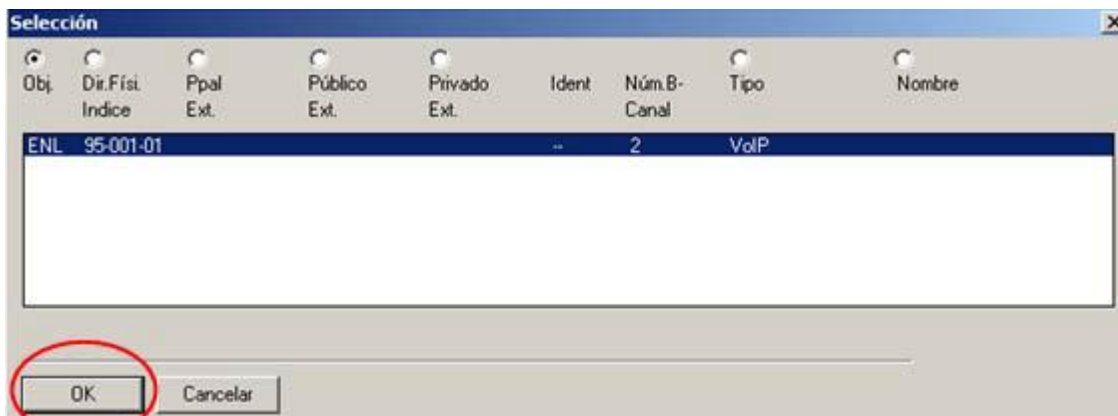 Selección
Obj. Dir.Físi. Ppal Público Privado Ident Núm.B- Tipo Nombre
Indice Ext. Ext. Ext. Canal
ENL 95-001-01 -- 2 VoIP
OK Cancelar